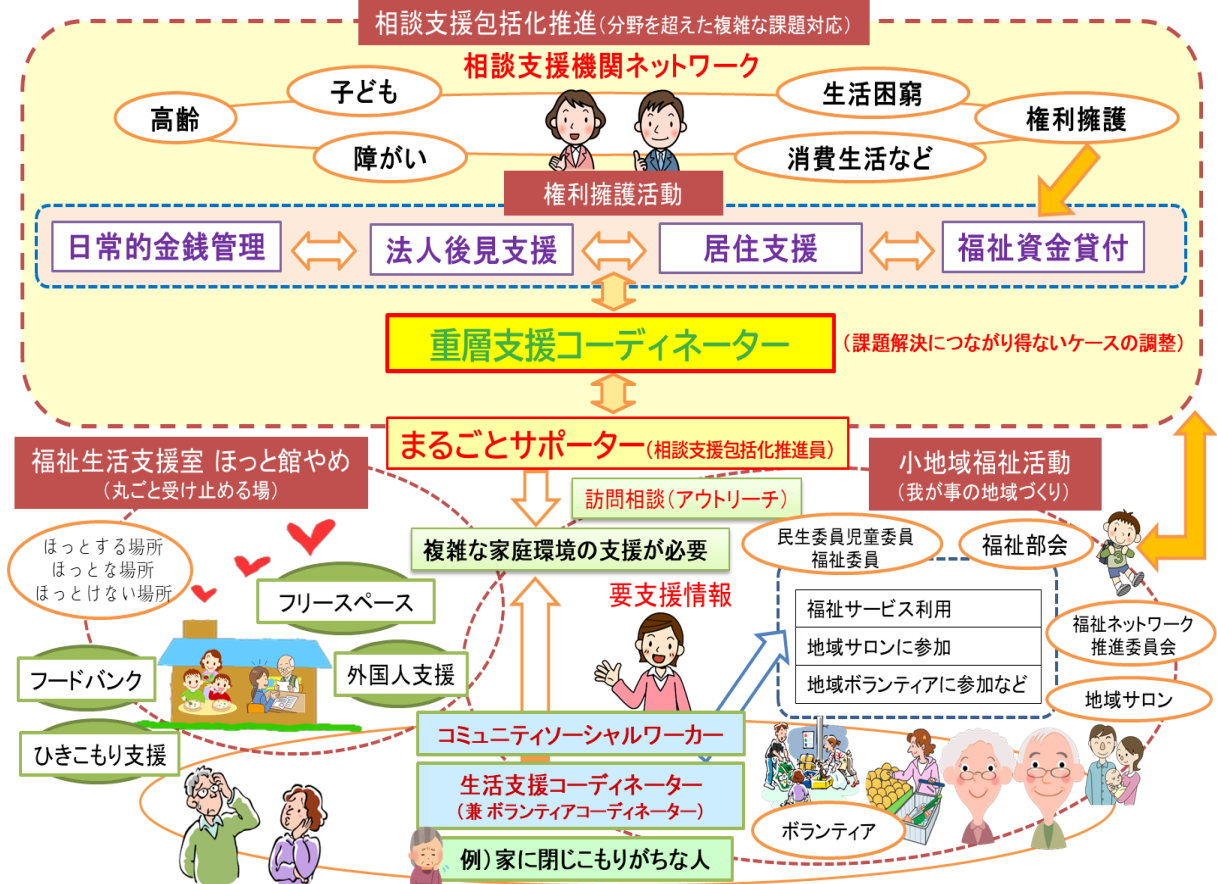 相談支援包括化推進(分野を超えた複雑な課題対応)
相談支援機関ネットワーク
子ども
生活困窮
高齢
権利擁護
障がい
消費生活など
権利擁護活動
日常的金銭管理
法人後見支援
居住支援
福祉資金貸付
重層支援コーディネーター
(課題解決につながり得ないケースの調整)
まるごとサポーター(相談支援包括化推進員)
福祉生活支援室 ほっと館やめ
(丸ごと受け止める場)
小地域福祉活動
(我が事の地域づくり)
訪問相談(アウトリーチ)
ほっとする場所
ほっとな場所
ほっとけない場所
複雑な家庭環境の支援が必要
民生委員児童委員
福祉委員
福祉部会
フリースペース
要支援情報
福祉サービス利用
地域サロンに参加
地域ボランティアに参加など
福祉ネットワーク
推進委員会
フードバンク
外国人支援
地域サロン
ひきこもり支援
コミュニティソーシャルワーカー
生活支援コーディネーター
(兼 ボランティアコーディネーター)
ボランティア
例)家に閉じこもりがちな人